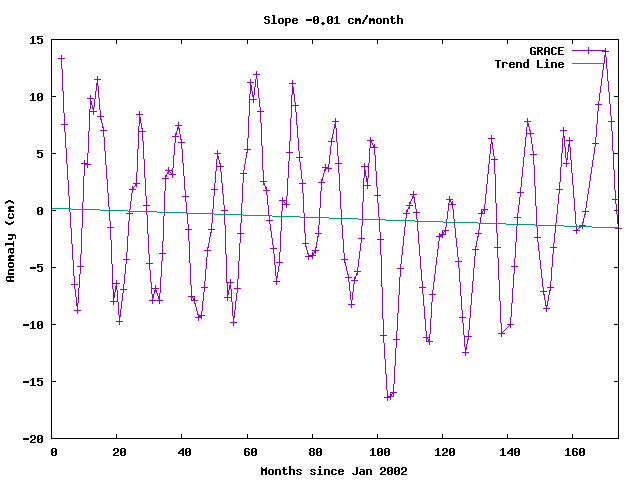 Slope -0.01 cm/month
GRACE
Trend Line
15
10
5
0
-5
-10
-15
-20
Anomaly (cm)
0 20 40 60 80 100 120 140 160
Months since Jan 2002